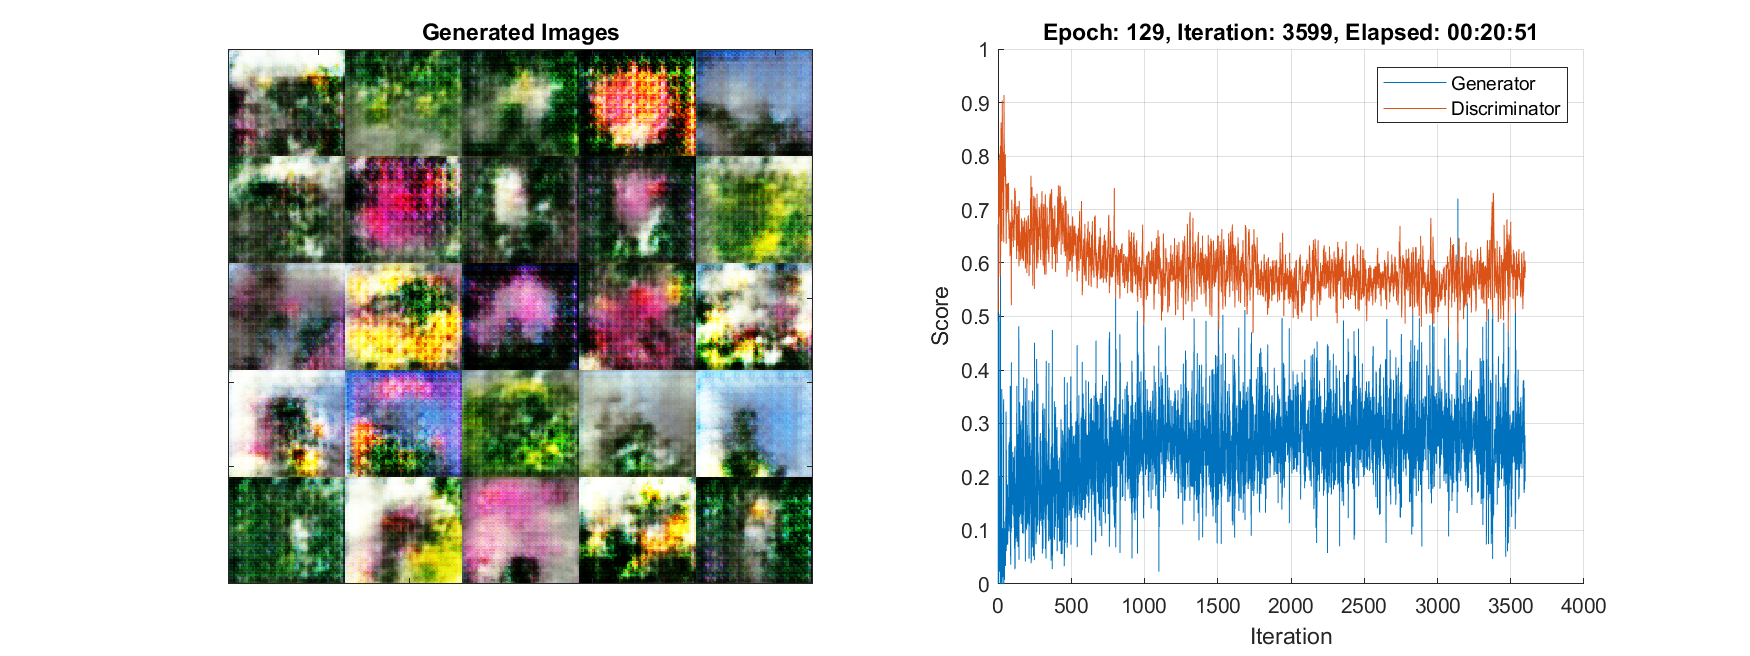 Generated Images
Epoch: 129, Iteration: 3599, Elapsed: 00:20:51
Generator
Discriminator
1
0.9
0.8
0.7
0.6
0.5
0.4
0.3
0.2
0.1
0
Score
0 500 1000 1500 2000 2500 3000 3500 4000
Iteration